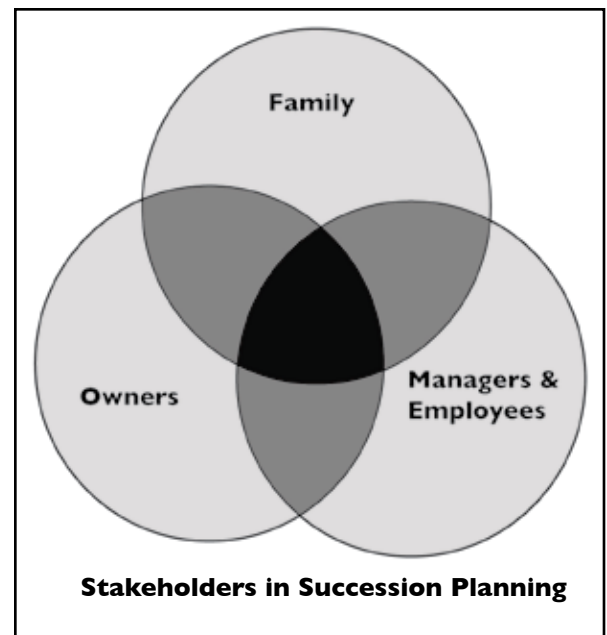 Family
Owners
Managers &
Employees
Stakeholders in Succession Planning